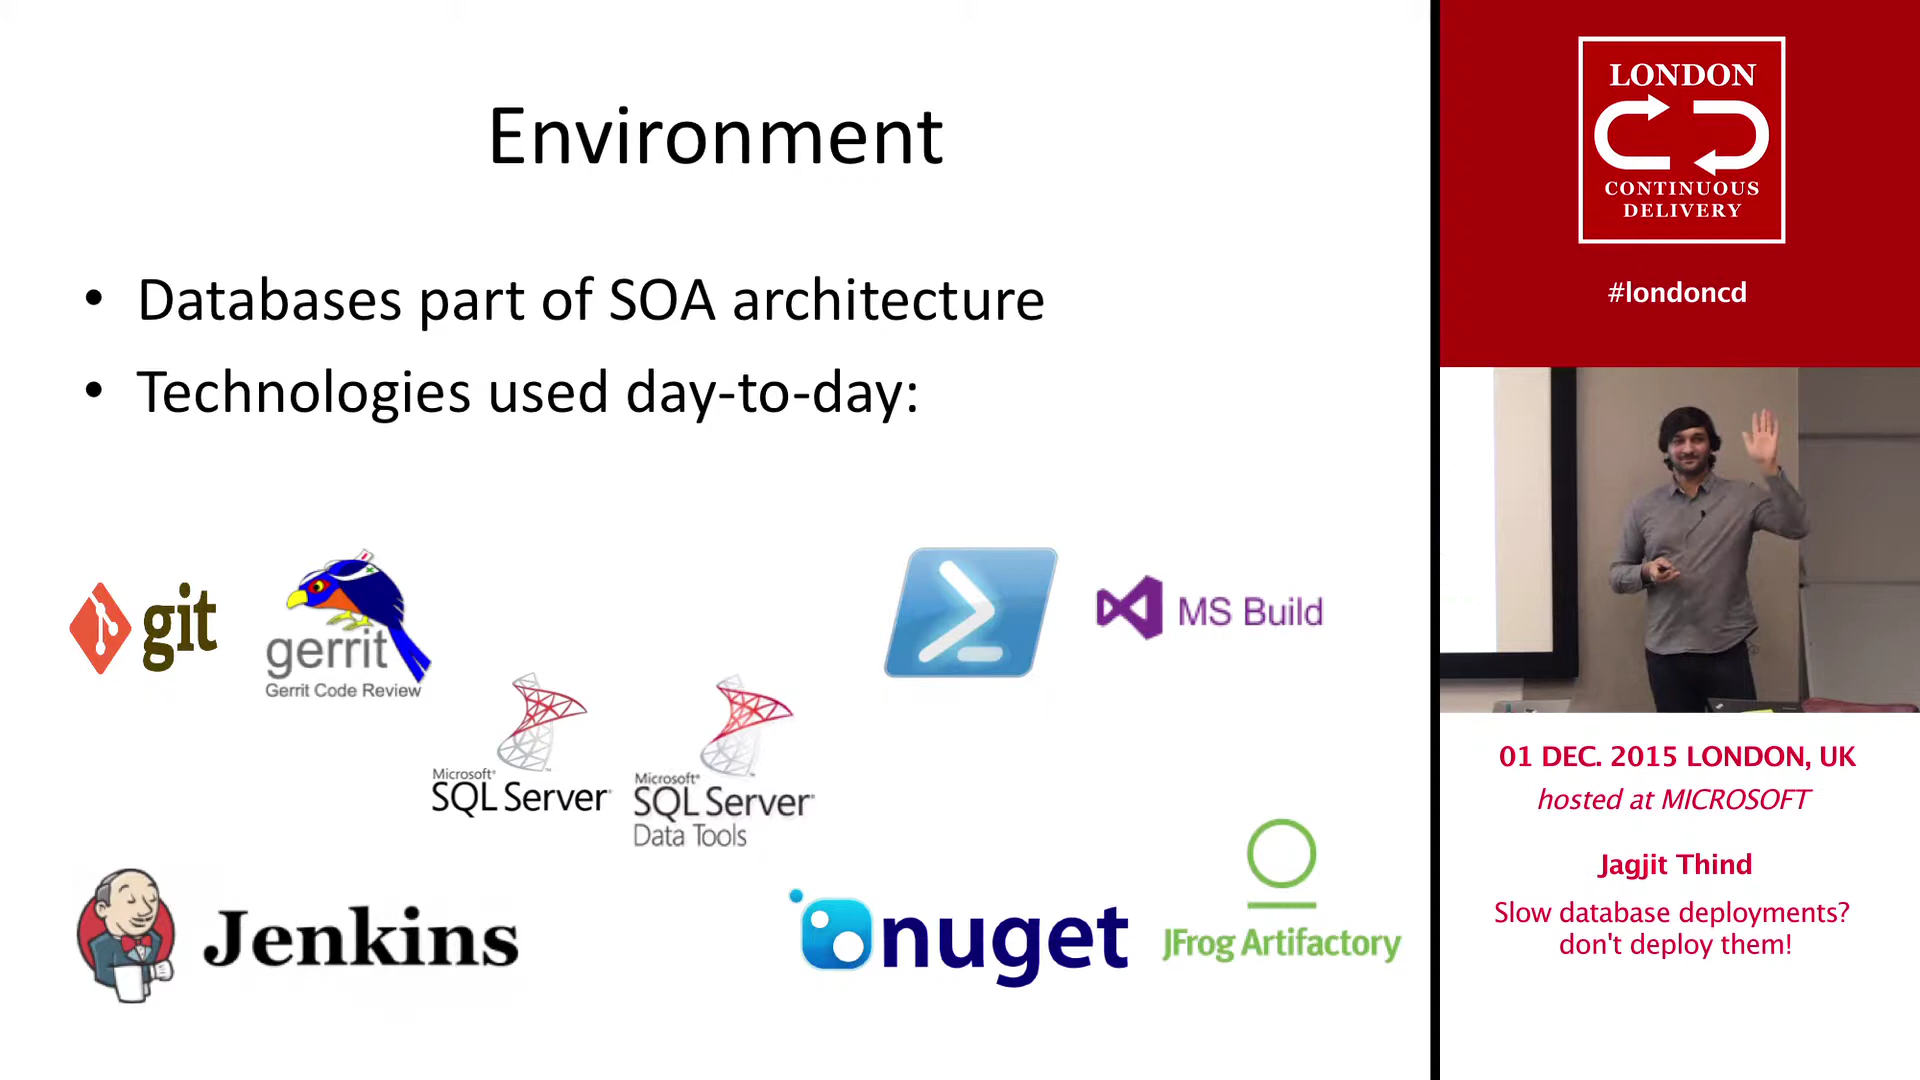 Environment
• Databases part of SOA architecture
• Technologies used day-to-day:
git
gerrit
Gerrit Code Review
MS Build
Microsoft®
SQL Server
Microsoft®
SQL Server
Data Tools
Jenkins
nuget
JFrog Artifactory
LONDON
CONTINUOUS
DELIVERY
#londoncd
01 DEC. 2015 LONDON, UK
hosted at MICROSOFT
Jagjit Thind
Slow database deployments?
don't deploy them!